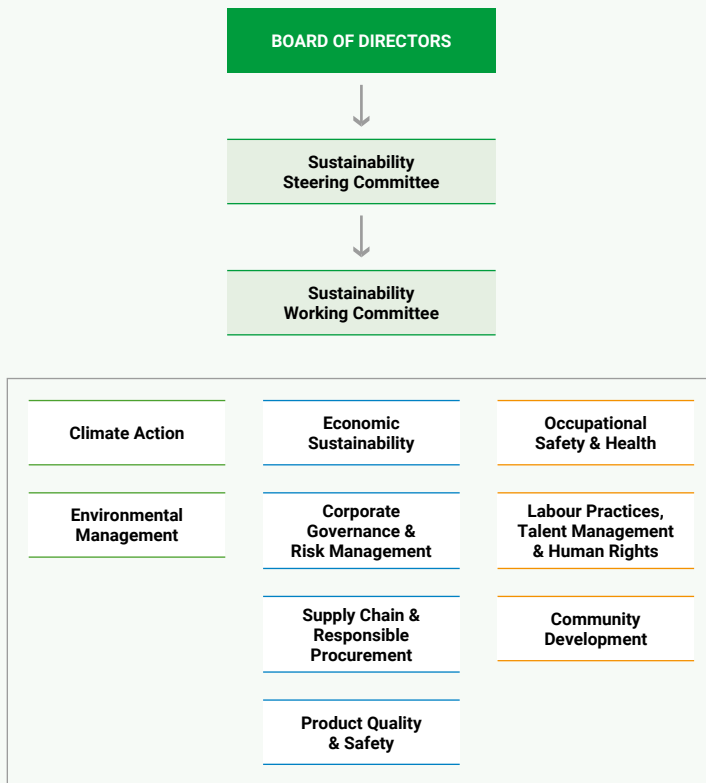 BOARD OF DIRECTORS
Sustainability
Steering Committee
Sustainability
Working Committee
Climate Action
Environmental
Management
Economic
Sustainability
Corporate
Governance &
Risk Management
Supply Chain &
Responsible
Procurement
Product Quality
& Safety
Occupational
Safety & Health
Labour Practices,
Talent Management
& Human Rights
Community
Development